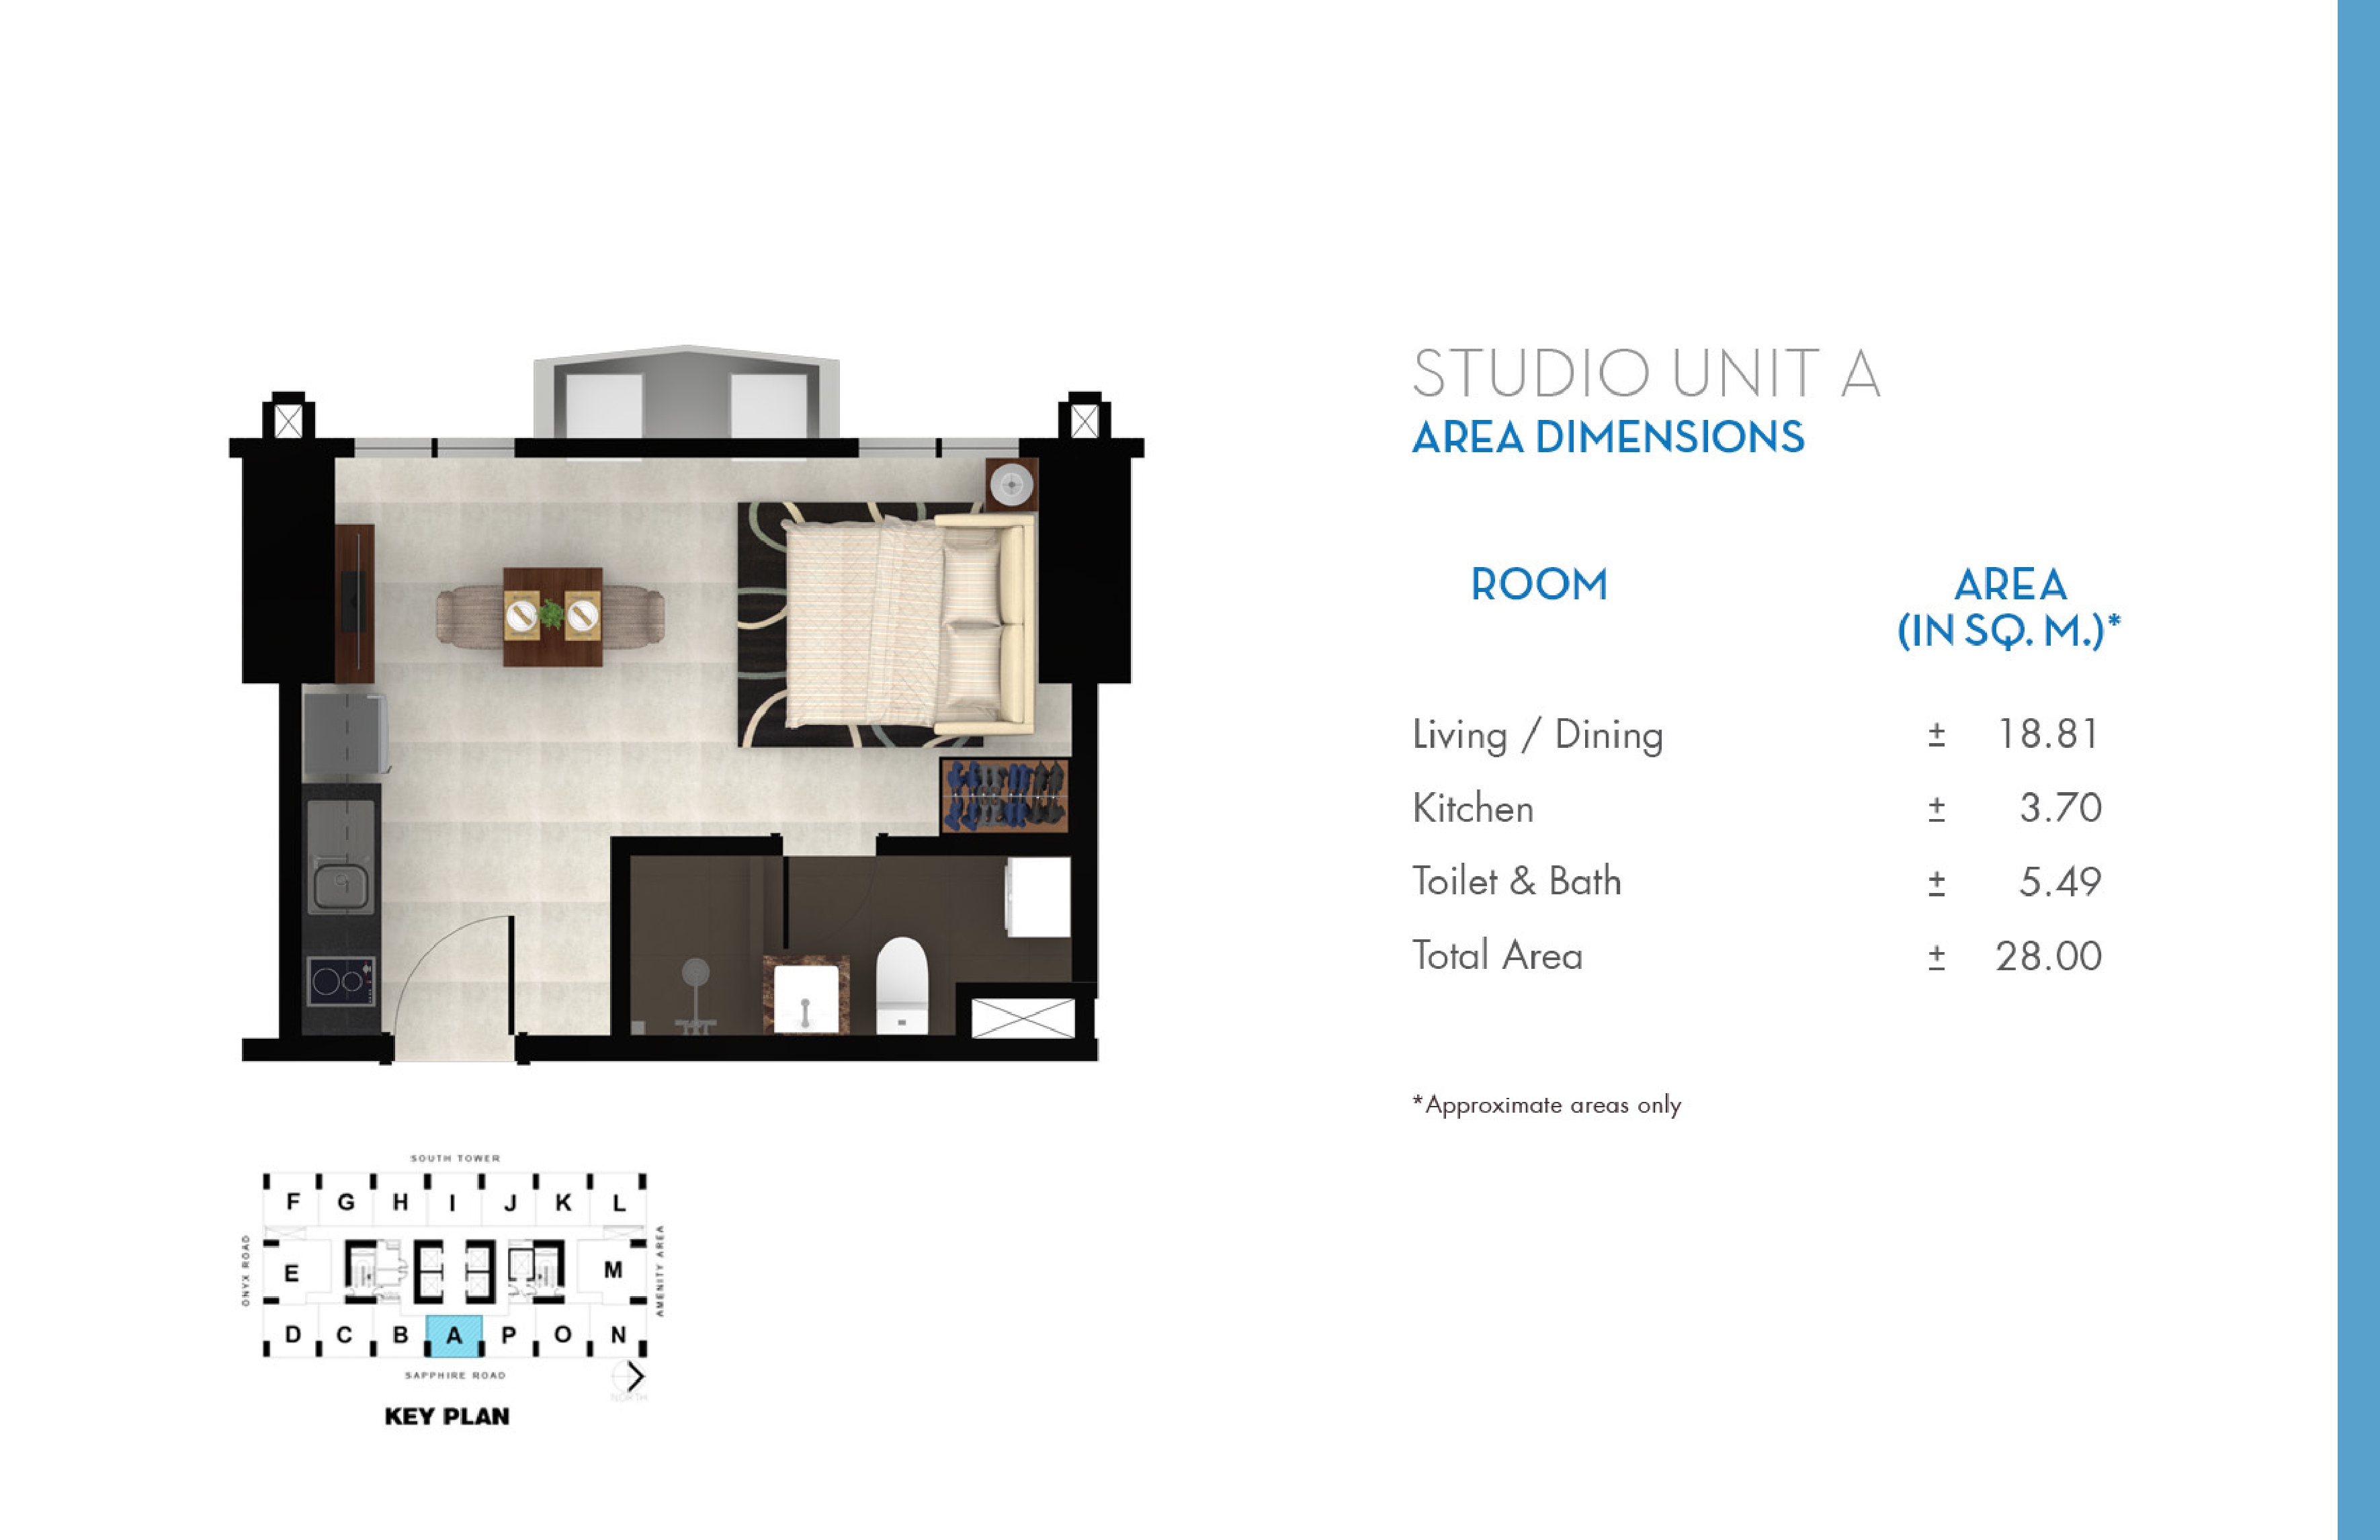 STUDIO UNIT A
AREA DIMENSIONS
ROOM
AREA
(IN SQ. M.)*
Living / Dining ± 18.81
Kitchen ± 3.70
Toilet & Bath ± 5.49
Total Area ± 28.00
*Approximate areas only
SOUTH TOWER
F G H I J K L
ONYX ROAD
E
M
AMENITY AREA
D C B A P O N
SAPPHIRE ROAD
NORTH
KEY PLAN